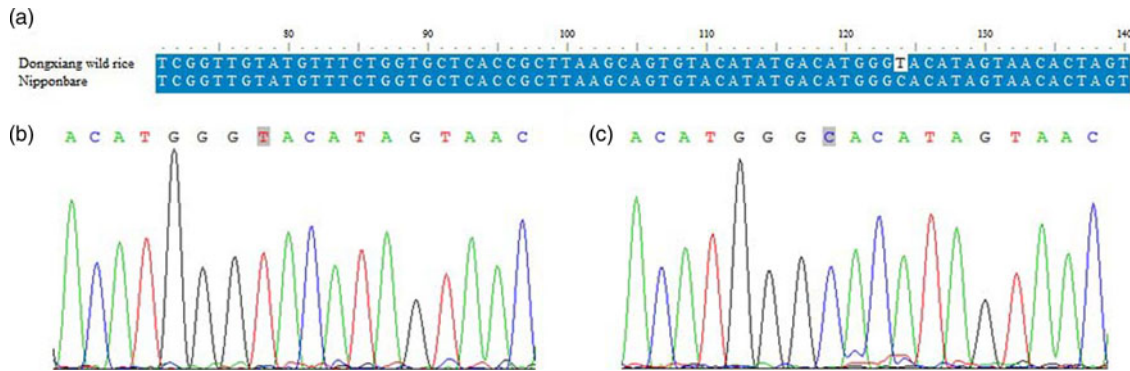 (a)
80 90 100 110 120 130 140
Dongxiang wild rice TCGGTTGTATGTTTCTGGTGCTCACCGCTTAAGCAGTGTACATATGACATGGGTACATAGTAACACTAGT
Nipponbare TCGGTTGTATGTTTCTGGTGCTCACCGCTTAAGCAGTGTACATATGACATGGGCACATAGTAACACTAGT
(b) A C A T G G G T A C A T A G T A A C
(c) A C A T G G G C A C A T A G T A A C